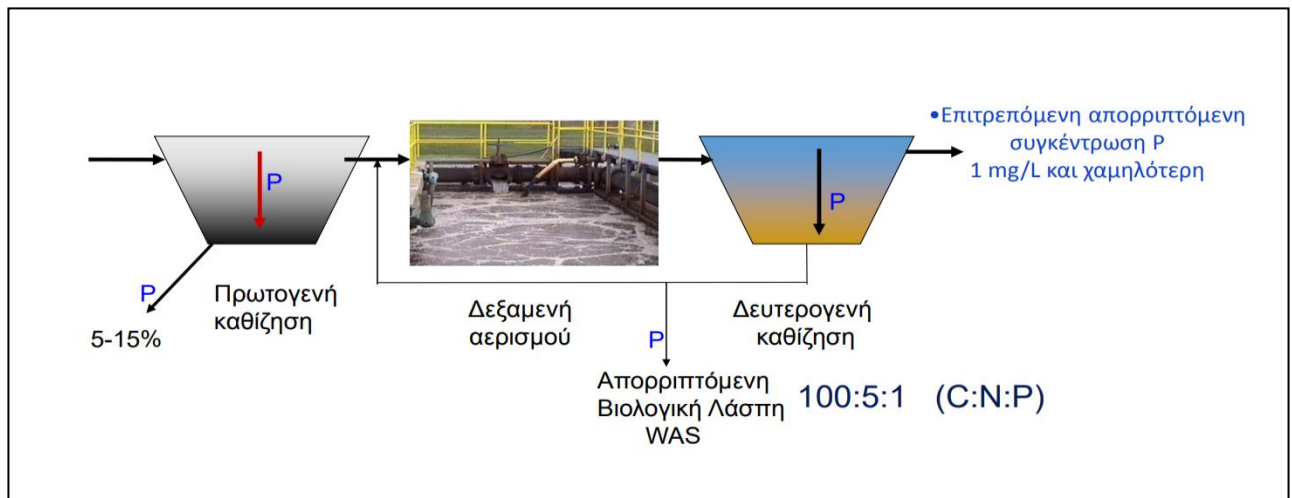 •Επιτρεπόμενη απορριπτόμενη
συγκέντρωση P
1 mg/L και χαμηλότερη
P
P
P
5-15%
Πρωτογενή
καθίζηση
Δεξαμενή
αερισμού
Δευτερογενή
καθίζηση
P
Απορριπτόμενη
Βιολογική Λάσπη
WAS
100:5:1 (C:N:P)